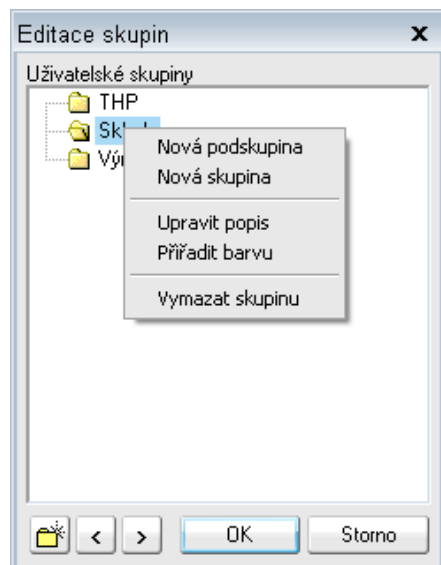 Editace skupin x
Uživatelské skupiny
THP
Nová podskupina
Nová skupina
Upravit popis
Přiřadit barvu
Vymazat skupinu
< > OK Storno